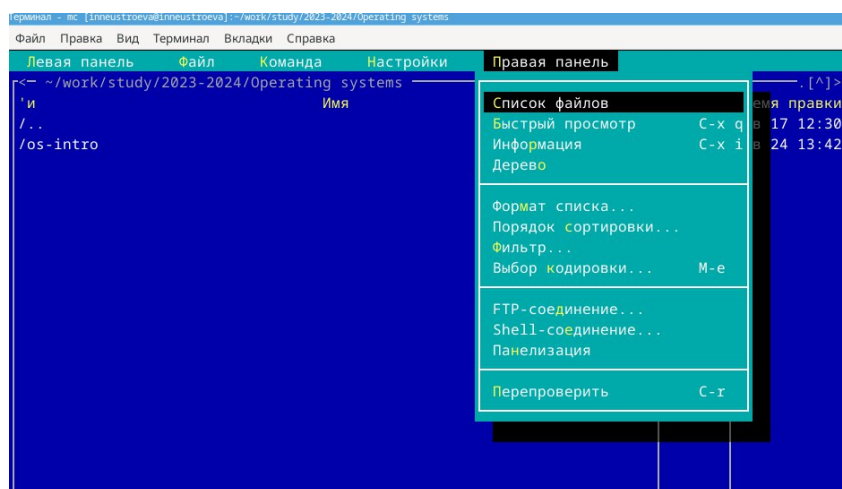 Терминал - mc [inneustroeva@inneustroeva]:~/work/study/2023-2024/Operating systems
Файл Правка Вид Терминал Вкладки Справка
Левая панель Файл Команда Настройки Правая панель
<— ~/work/study/2023-2024/Operating systems .[^]>
'и Имя Список файлов емя правки
/.. Быстрый просмотр C-x q в 17 12:30
/os-intro Информация C-x i в 24 13:42
Дерево
Формат списка...
Порядок сортировки...
Фильтр...
Выбор кодировки... M-e
FTP-соединение...
Shell-соединение...
Панелизация
Перепроверить C-r